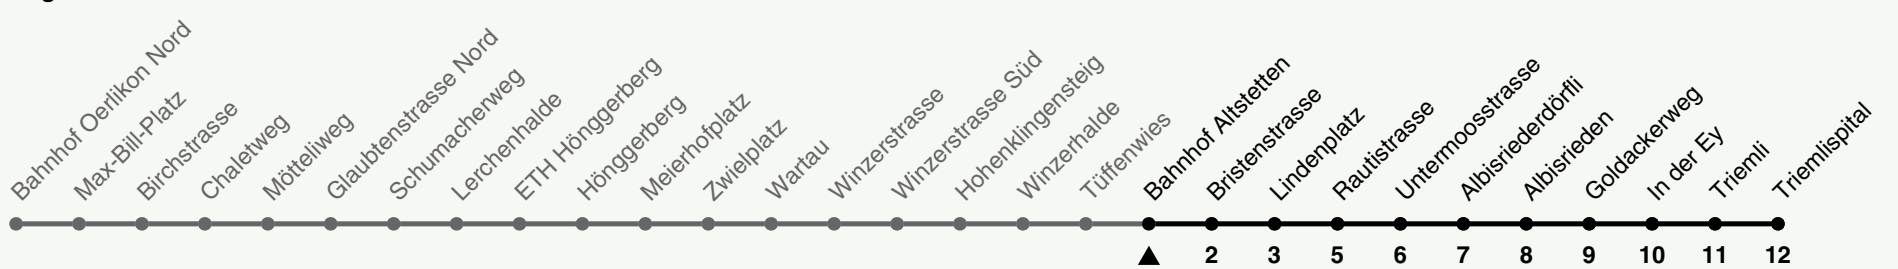 Bahnhof Oerlikon Nord
Max-Bill-Platz
Birchstrasse
Chaletweg
Mötteliweg
Glaubtenstrasse Nord
Schumacherweg
Lerchenhalde
ETH Hönggerberg
Hönggerberg
Meierhofplatz
Zwielplatz
Wartau
Winzerstrasse
Winzerstrasse Süd
Hohenklingensteig
Winzerhalde
Tüffenwies
Bahnhof Altstetten
Bristenstrasse
Lindenplatz
Rautistrasse
Untermoosstrasse
Albisriederdörfli
Albisrieden
Goldackerweg
In der Ey
Triemli
Triemlispital
2 3 5 6 7 8 9 10 11 12